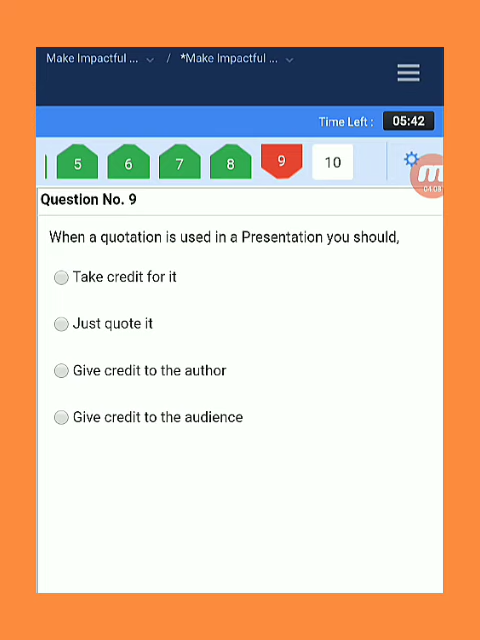 Make Impactful ... / *Make Impactful ...
Time Left : 05:42
5 6 7 8 9 10
04:08
Question No. 9
When a quotation is used in a Presentation you should,
Take credit for it
Just quote it
Give credit to the author
Give credit to the audience